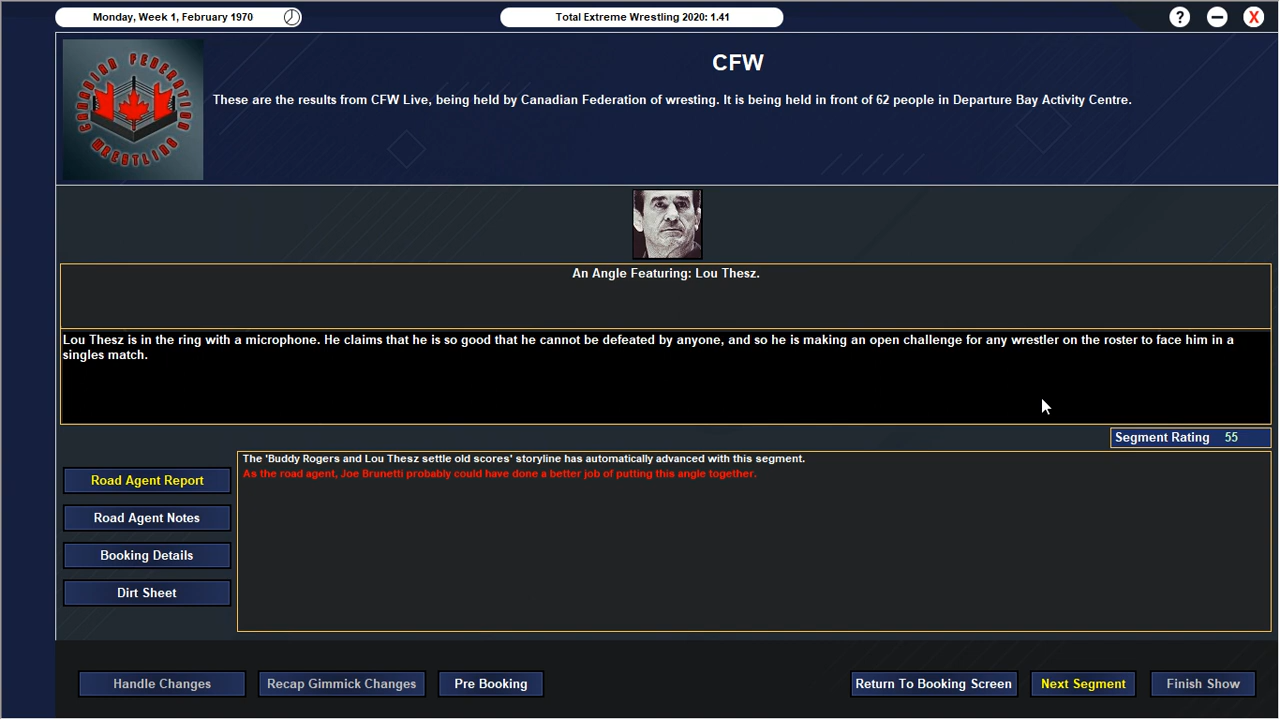 Monday, Week 1, February 1970
Total Extreme Wrestling 2020: 1.41
?
X
CANADIAN FEDERATION
WRESTLING
CFW
These are the results from CFW Live, being held by Canadian Federation of wresting. It is being held in front of 62 people in Departure Bay Activity Centre.
An Angle Featuring: Lou Thesz.
Lou Thesz is in the ring with a microphone. He claims that he is so good that he cannot be defeated by anyone, and so he is making an open challenge for any wrestler on the roster to face him in a
singles match.
Segment Rating 55
The 'Buddy Rogers and Lou Thesz settle old scores' storyline has automatically advanced with this segment.
As the road agent, Joe Brunetti probably could have done a better job of putting this angle together.
Road Agent Report
Road Agent Notes
Booking Details
Dirt Sheet
Handle Changes
Recap Gimmick Changes
Pre Booking
Return To Booking Screen
Next Segment
Finish Show